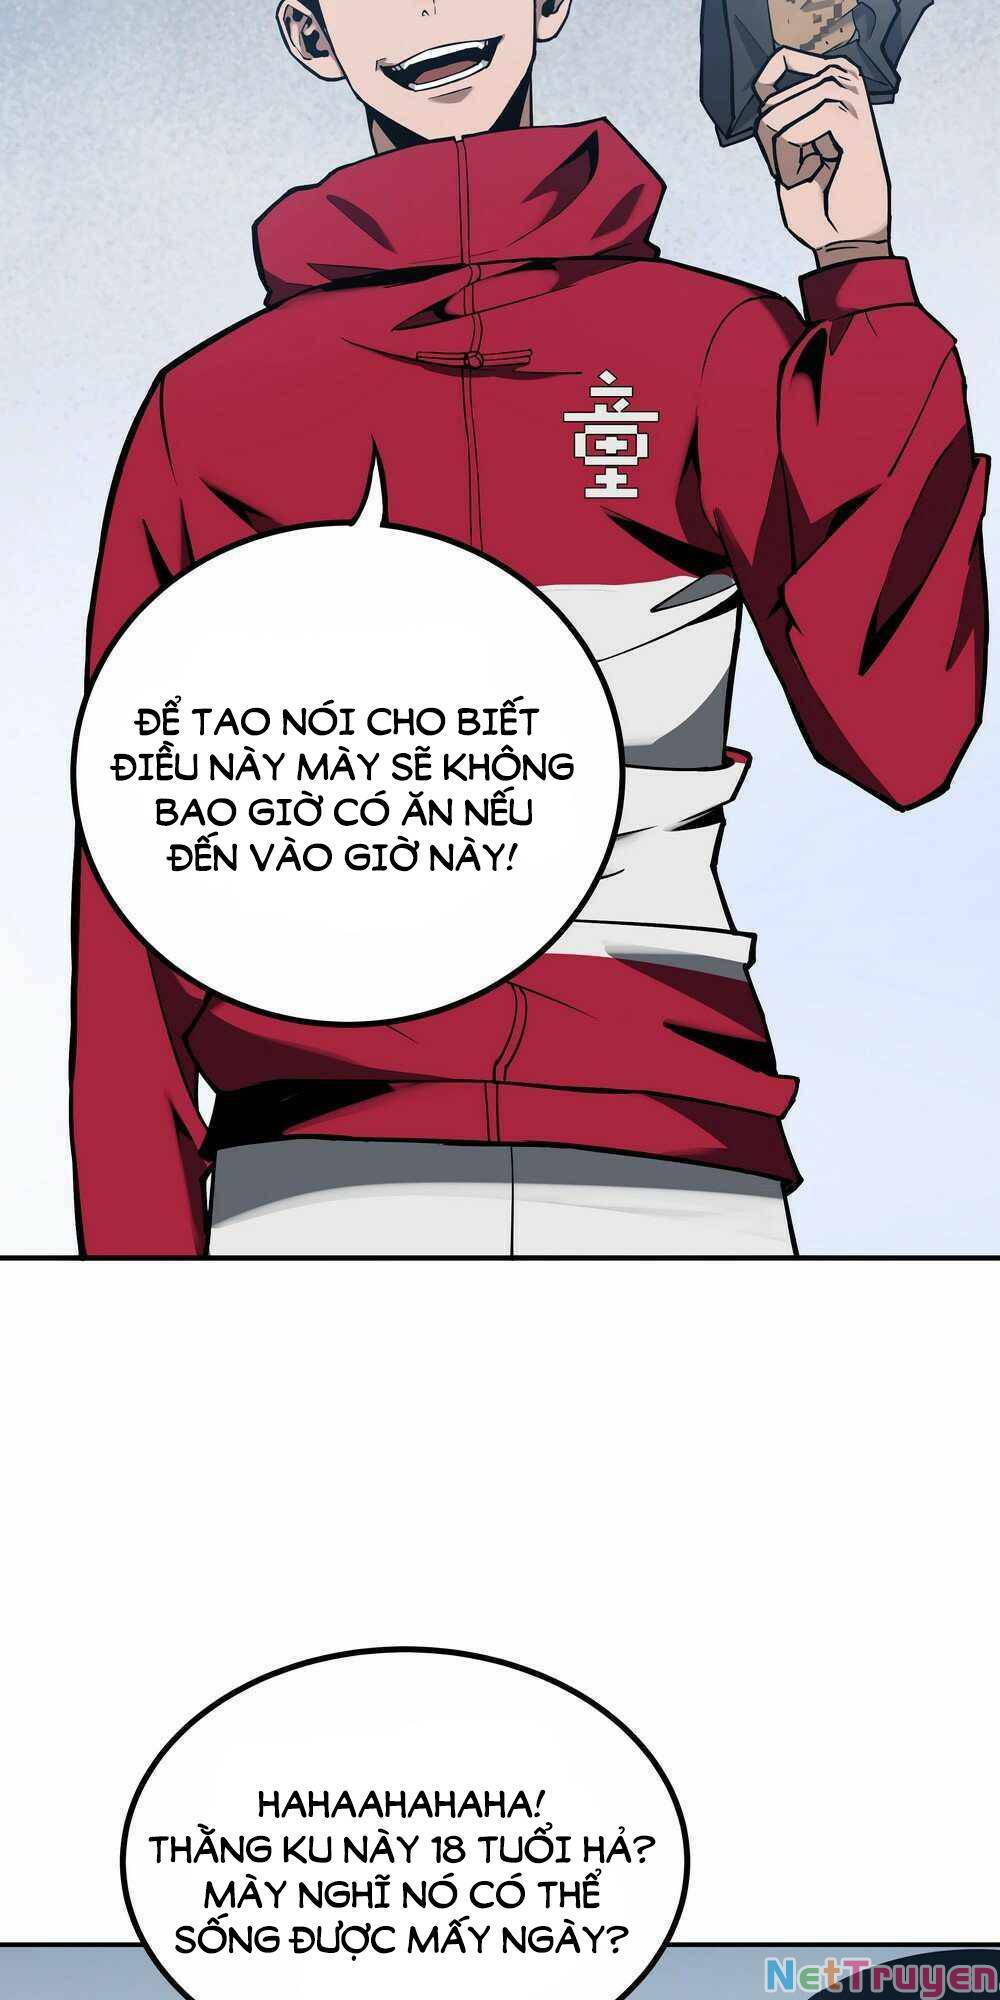 童
ĐỂ TAO NÓI CHO BIẾT
ĐIỀU NÀY MÀY SẼ KHÔNG
BAO GIỜ CÓ ĂN NẾU
ĐẾN VÀO GIỜ NÀY!
HAHAAHAHAHA!
THẰNG KU NÀY 18 TUỔI HẢ?
MÀY NGHĨ NÓ CÓ THỂ
SỐNG ĐƯỢC MẤY NGÀY?
NetTruyen